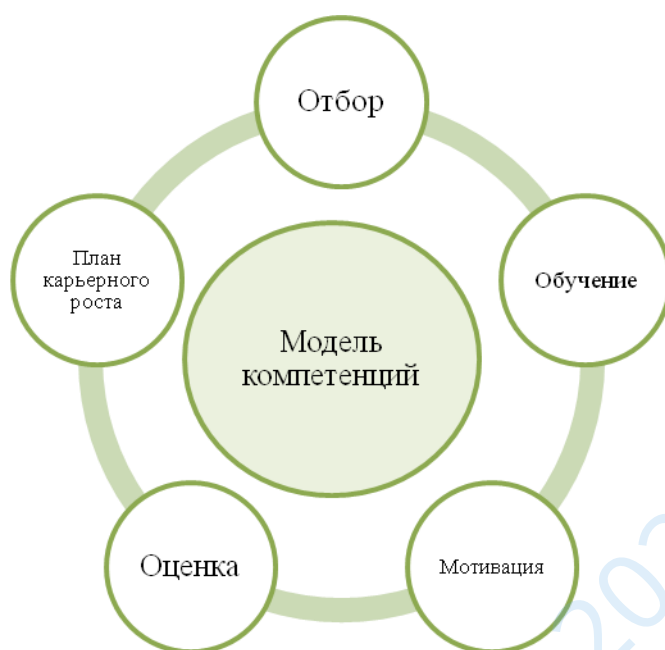 Отбор
План
карьерного
роста
Обучение
Модель
компетенций
Оценка
Мотивация